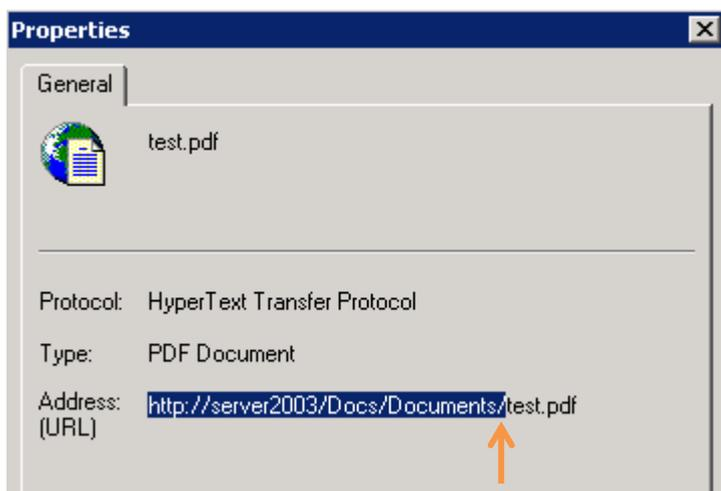 Properties
General
test.pdf
Protocol: HyperText Transfer Protocol
Type: PDF Document
Address: http://server2003/Docs/Documents/test.pdf
(URL)